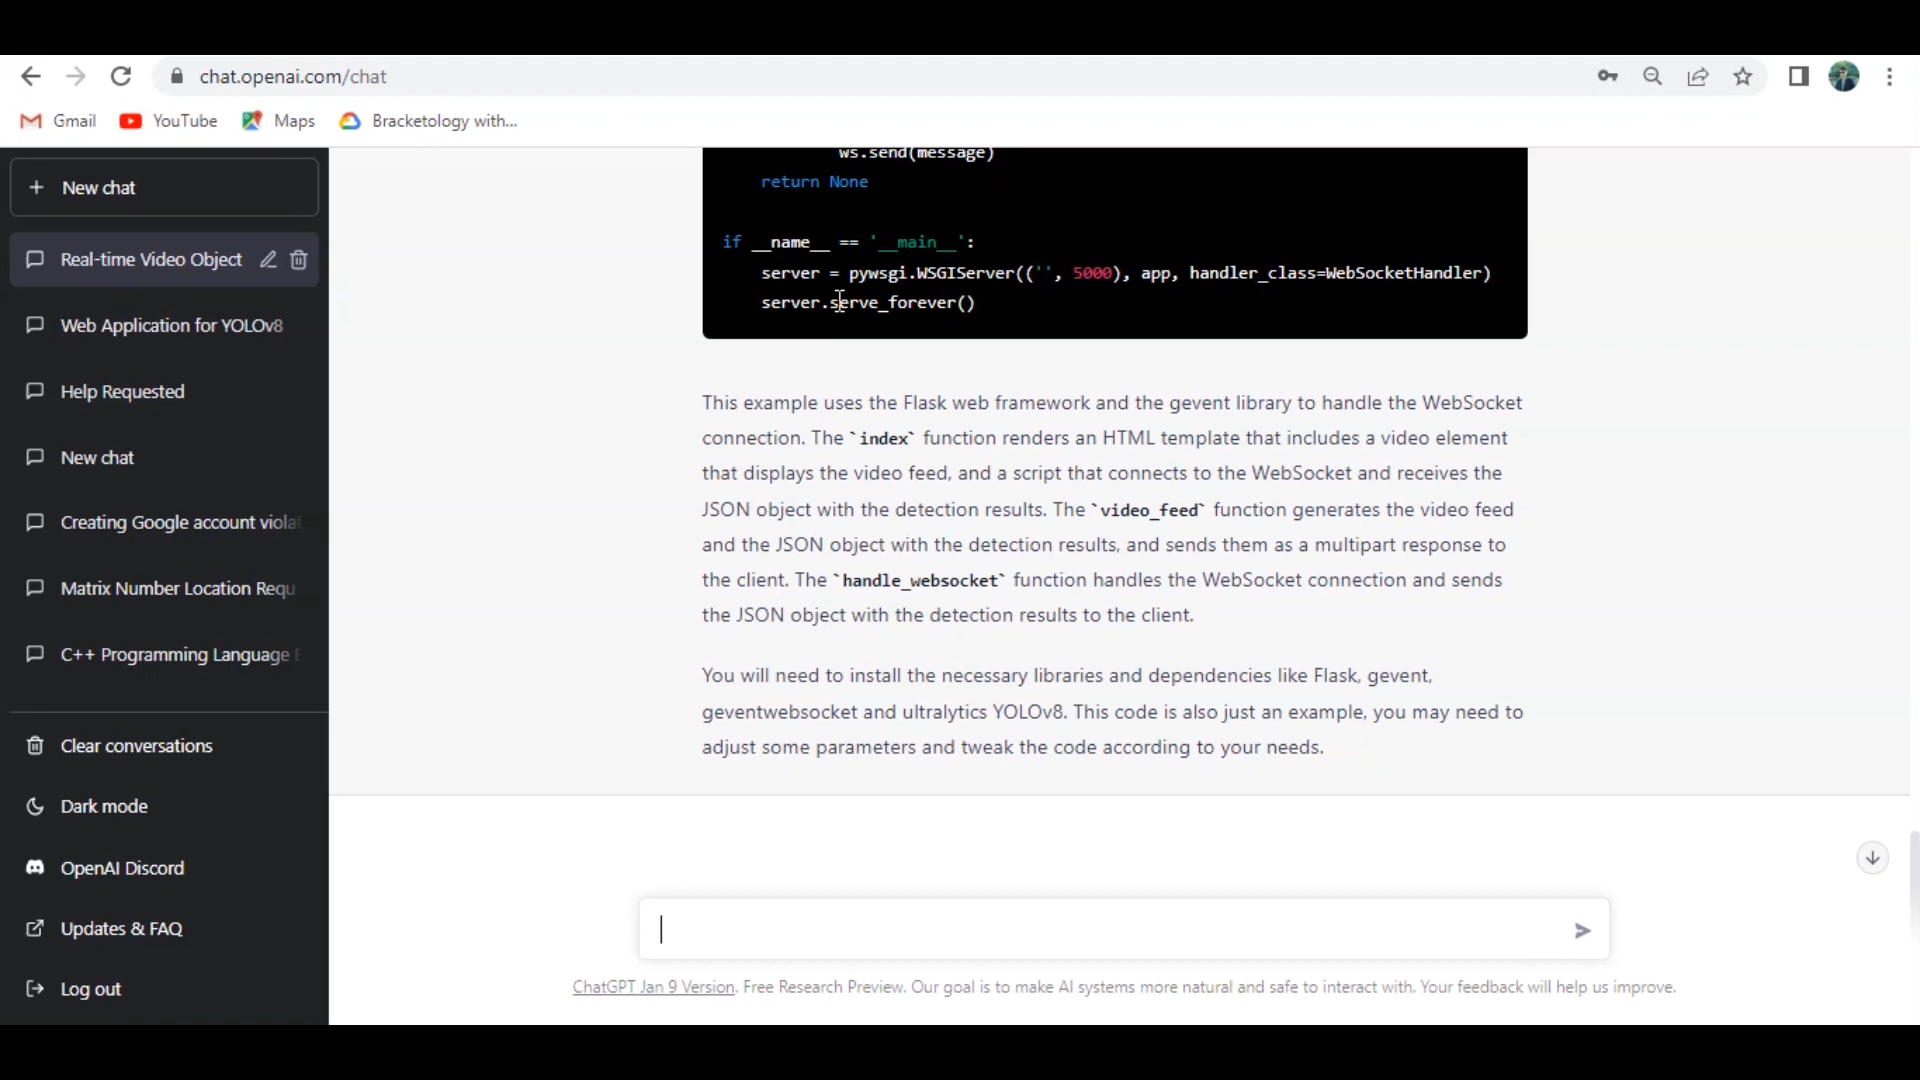 chat.openai.com/chat
Gmail
YouTube
Maps
Bracketology with...
New chat
Real-time Video Object
Web Application for YOLOv8
Help Requested
New chat
Creating Google account violat
Matrix Number Location Requ
C++ Programming Language E
Clear conversations
Dark mode
OpenAI Discord
Updates & FAQ
Log out
ws.send(message)
return None
if __name__ == '__main__':
server = pywsgi.WSGIServer(('', 5000), app, handler_class=WebSocketHandler)
server.serve_forever()
This example uses the Flask web framework and the gevent library to handle the WebSocket
connection. The `index` function renders an HTML template that includes a video element
that displays the video feed, and a script that connects to the WebSocket and receives the
JSON object with the detection results. The `video_feed` function generates the video feed
and the JSON object with the detection results, and sends them as a multipart response to
the client. The `handle_websocket` function handles the WebSocket connection and sends
the JSON object with the detection results to the client.
You will need to install the necessary libraries and dependencies like Flask, gevent,
geventwebsocket and ultralytics YOLOv8. This code is also just an example, you may need to
adjust some parameters and tweak the code according to your needs.
ChatGPT Jan 9 Version. Free Research Preview. Our goal is to make AI systems more natural and safe to interact with. Your feedback will help us improve.